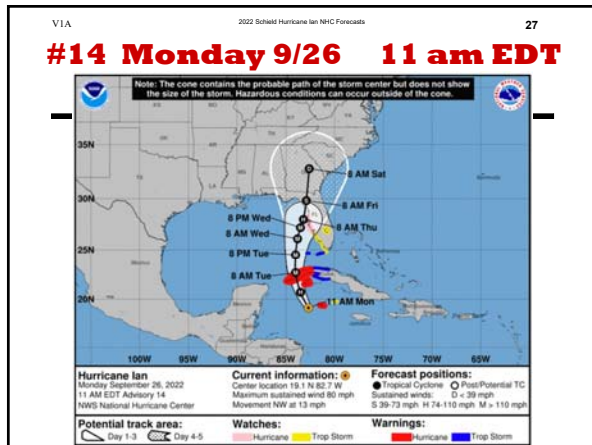 V1A
2022 Schield Hurricane Ian NHC Forecasts
27
#14 Monday 9/26 11 am EDT
Note: The cone contains the probable path of the storm center but does not show
the size of the storm. Hazardous conditions can occur outside of the cone.
NOAA
35N
30N
25N
20N
8 AM Sat
8 AM Fri
8 PM Wed
8 AM Thu
8 AM Wed
8 PM Tue
8 AM Tue
11 AM Mon
Bermuda
Bahamas
Mexico
Jamaica
100W 95W 90W 85W 80W 75W 70W 65W
Hurricane Ian
Monday September 26, 2022
11 AM EDT Advisory 14
NWS National Hurricane Center
Current information:
Center location 19.1 N 82.7 W
Maximum sustained wind 80 mph
Movement NW at 13 mph
Forecast positions:
Tropical Cyclone Post/Potential TC
Sustained winds: D < 39 mph
S 39-73 mph H 74-110 mph M > 110 mph
Potential track area:
Day 1-3 Day 4-5
Watches:
Hurricane Trop Storm
Warnings:
Hurricane Trop Storm